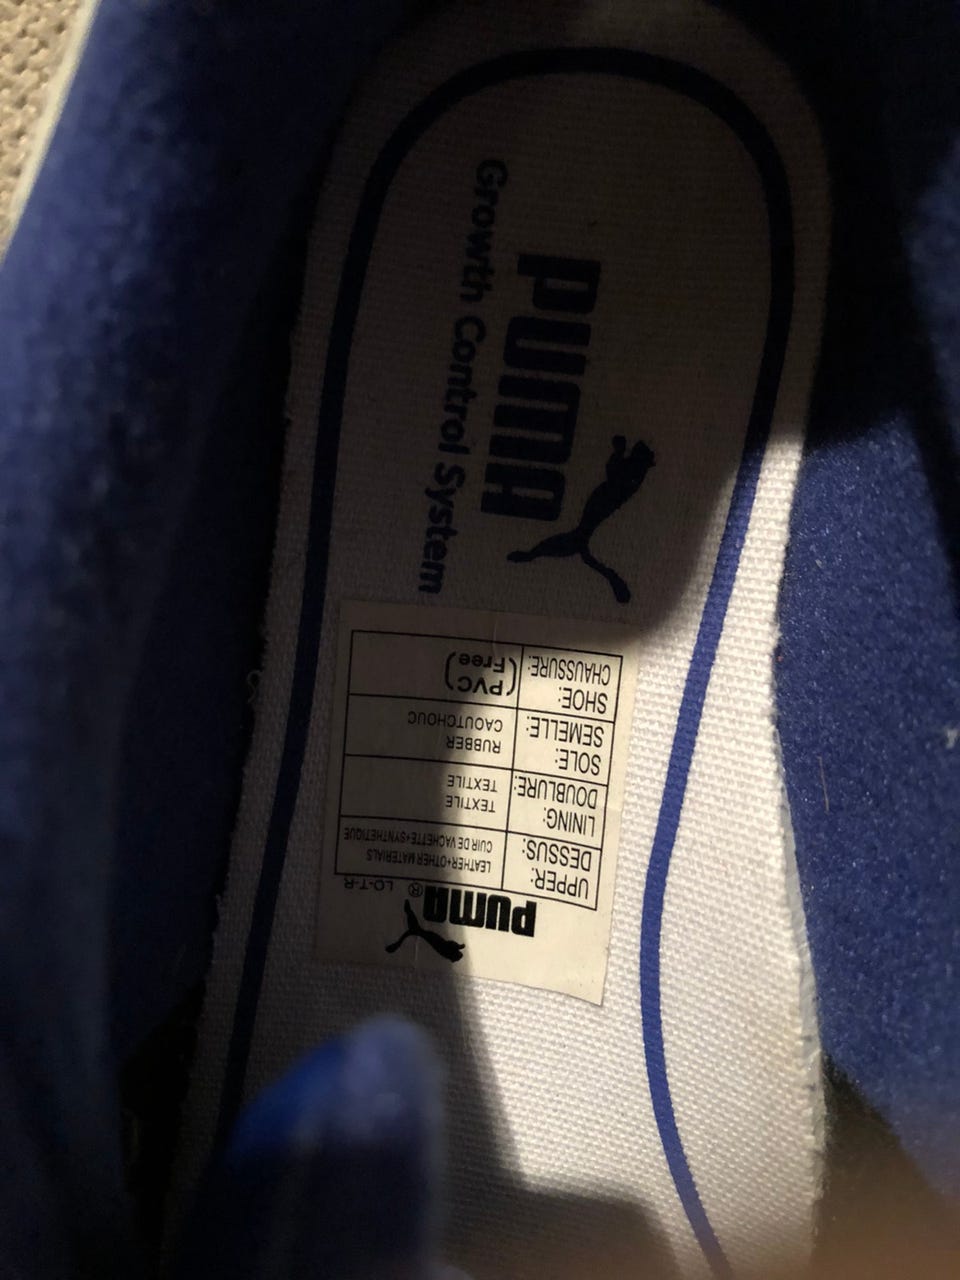 PUMA
Growth Control System
PUMA® LO-T-R
UPPER: LEATHER+OTHER MATERIALS
DESSUS: CUIR DE VACHETTE+SYNTHETIQUE
LINING: TEXTILE
DOUBLURE: TEXTILE
SOLE: RUBBER
SEMELLE: CAOUTCHOUC
SHOE: (PVC
CHAUSSURE: Free)